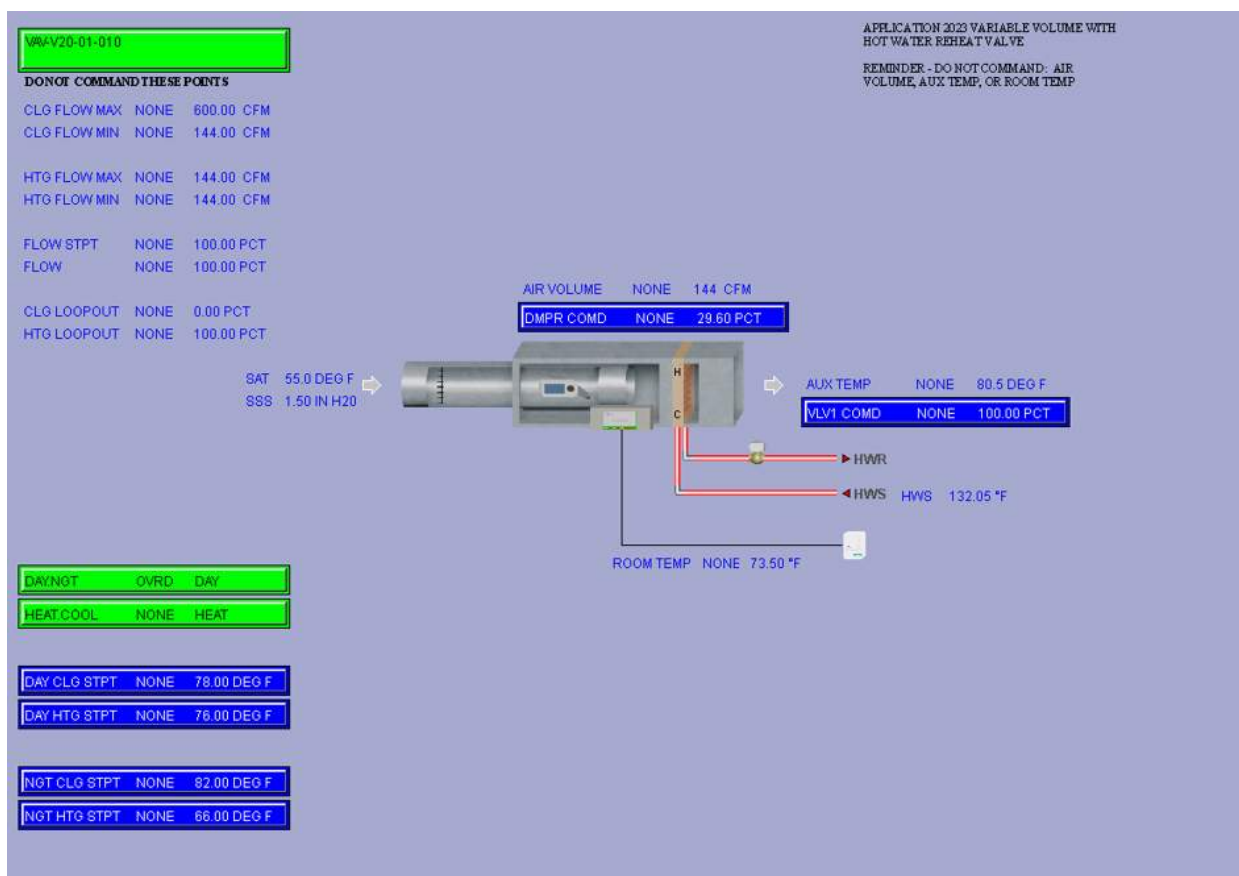 VAV-V20-01-010
DO NOT COMMAND THESE POINTS
CLG FLOW MAX NONE 600.00 CFM
CLG FLOW MIN NONE 144.00 CFM
HTG FLOW MAX NONE 144.00 CFM
HTG FLOW MIN NONE 144.00 CFM
FLOW STPT NONE 100.00 PCT
FLOW NONE 100.00 PCT
CLG LOOPOUT NONE 0.00 PCT
HTG LOOPOUT NONE 100.00 PCT
APPLICATION 2023 VARIABLE VOLUME WITH
HOT WATER REHEAT VALVE
REMINDER - DO NOT COMMAND: AIR
VOLUME, AUX TEMP, OR ROOM TEMP
AIR VOLUME NONE 144 CFM
DMPR COMD NONE 29.60 PCT
SAT 55.0 DEG F
SSS 1.50 IN H20
H
C
AUX TEMP NONE 80.5 DEG F
VLV1 COMD NONE 100.00 PCT
HWR
HWS HWS 132.05 °F
ROOM TEMP NONE 73.50 °F
DAY.NGT OVRD DAY
HEAT.COOL NONE HEAT
DAY CLG STPT NONE 78.00 DEG F
DAY HTG STPT NONE 76.00 DEG F
NGT CLG STPT NONE 82.00 DEG F
NGT HTG STPT NONE 66.00 DEG F